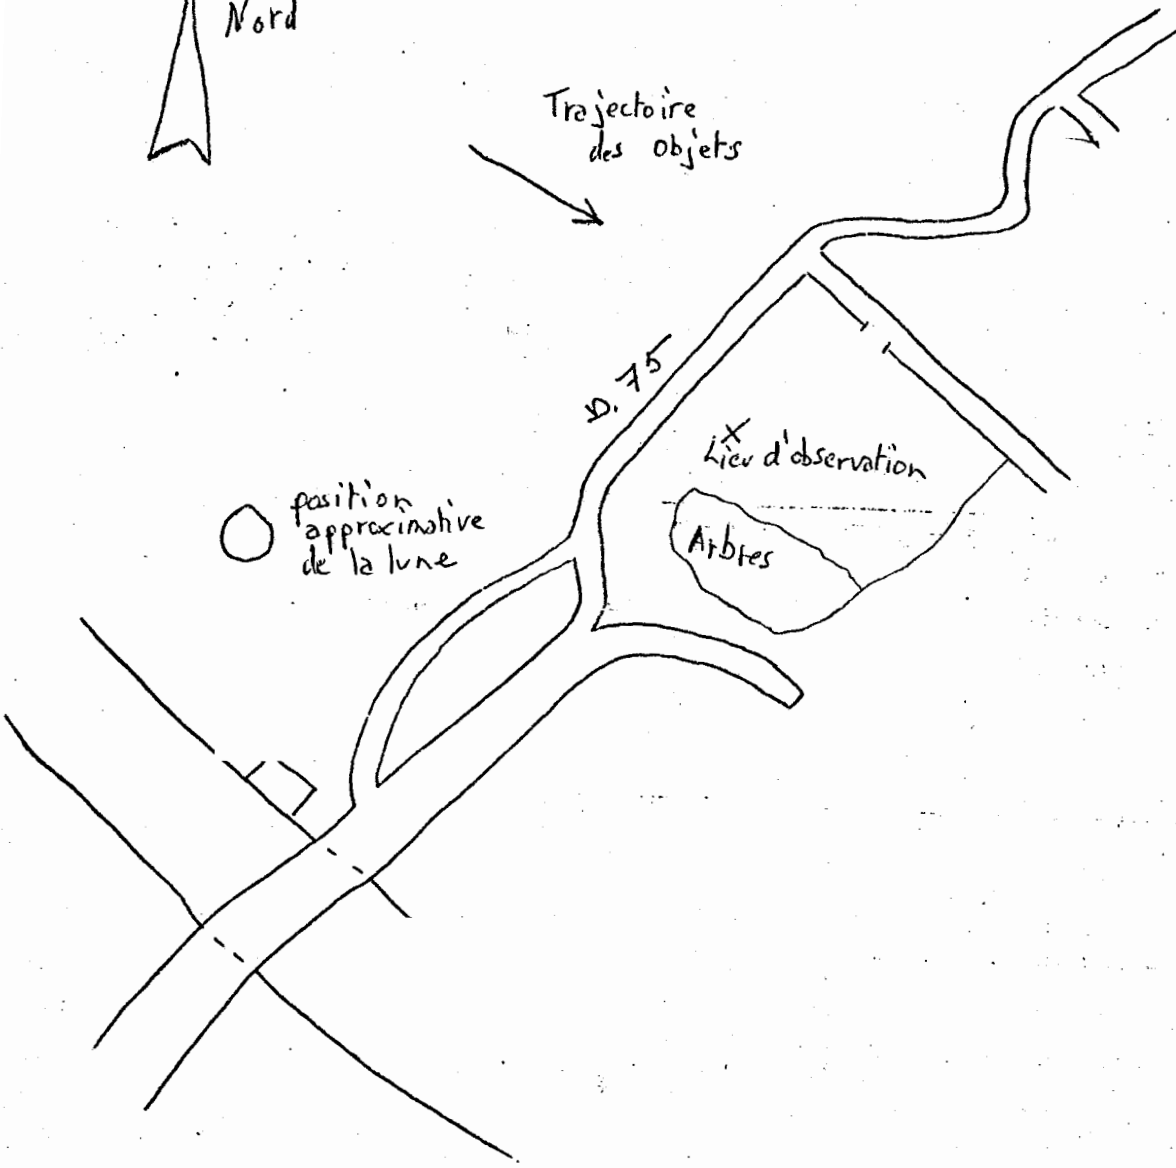 Nord
Trajectoire
des objets
D. 75
Lieu d'observation
position
approximative
de la lune
Arbres